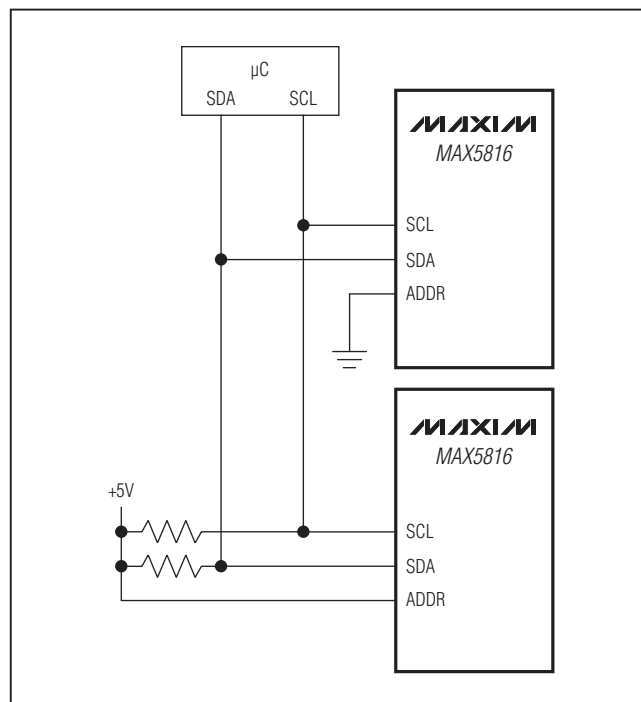 µC
SDA SCL
MAXIM
MAX5816
SCL
SDA
ADDR
MAXIM
MAX5816
+5V
SCL
SDA
ADDR